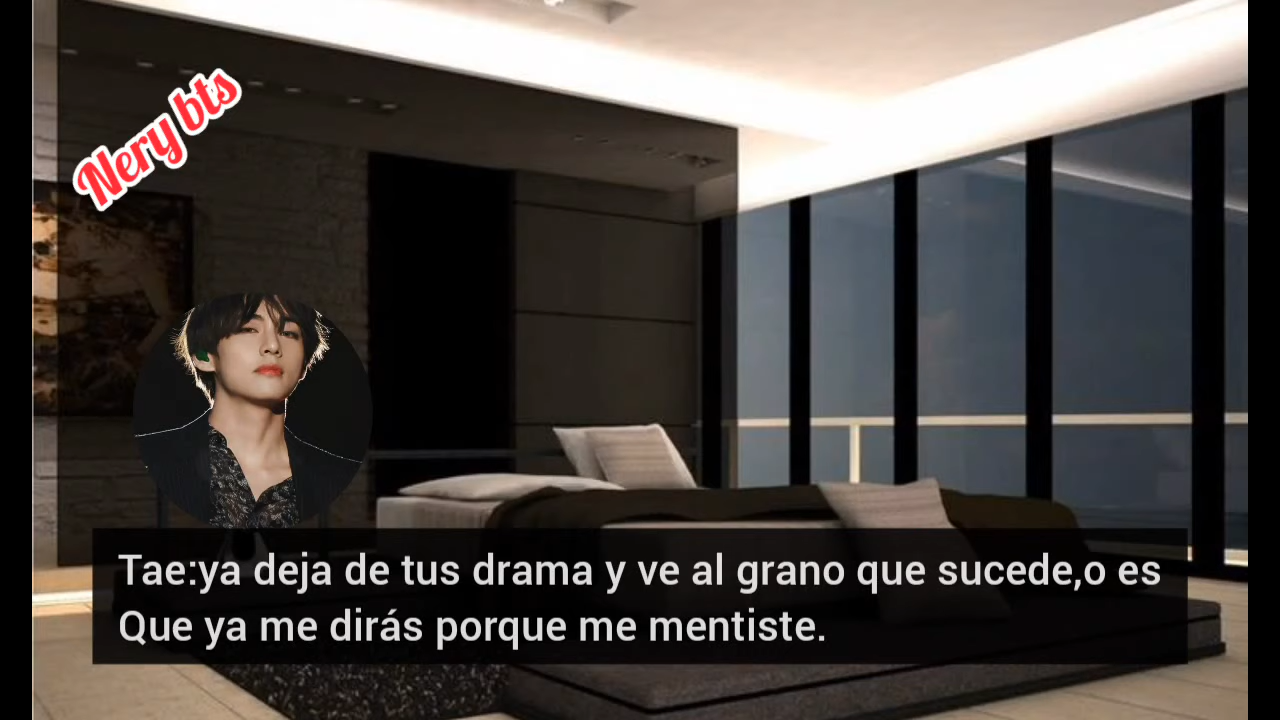 Nery bts
Tae:ya deja de tus drama y ve al grano que sucede,o es
Que ya me dirás porque me mentiste.